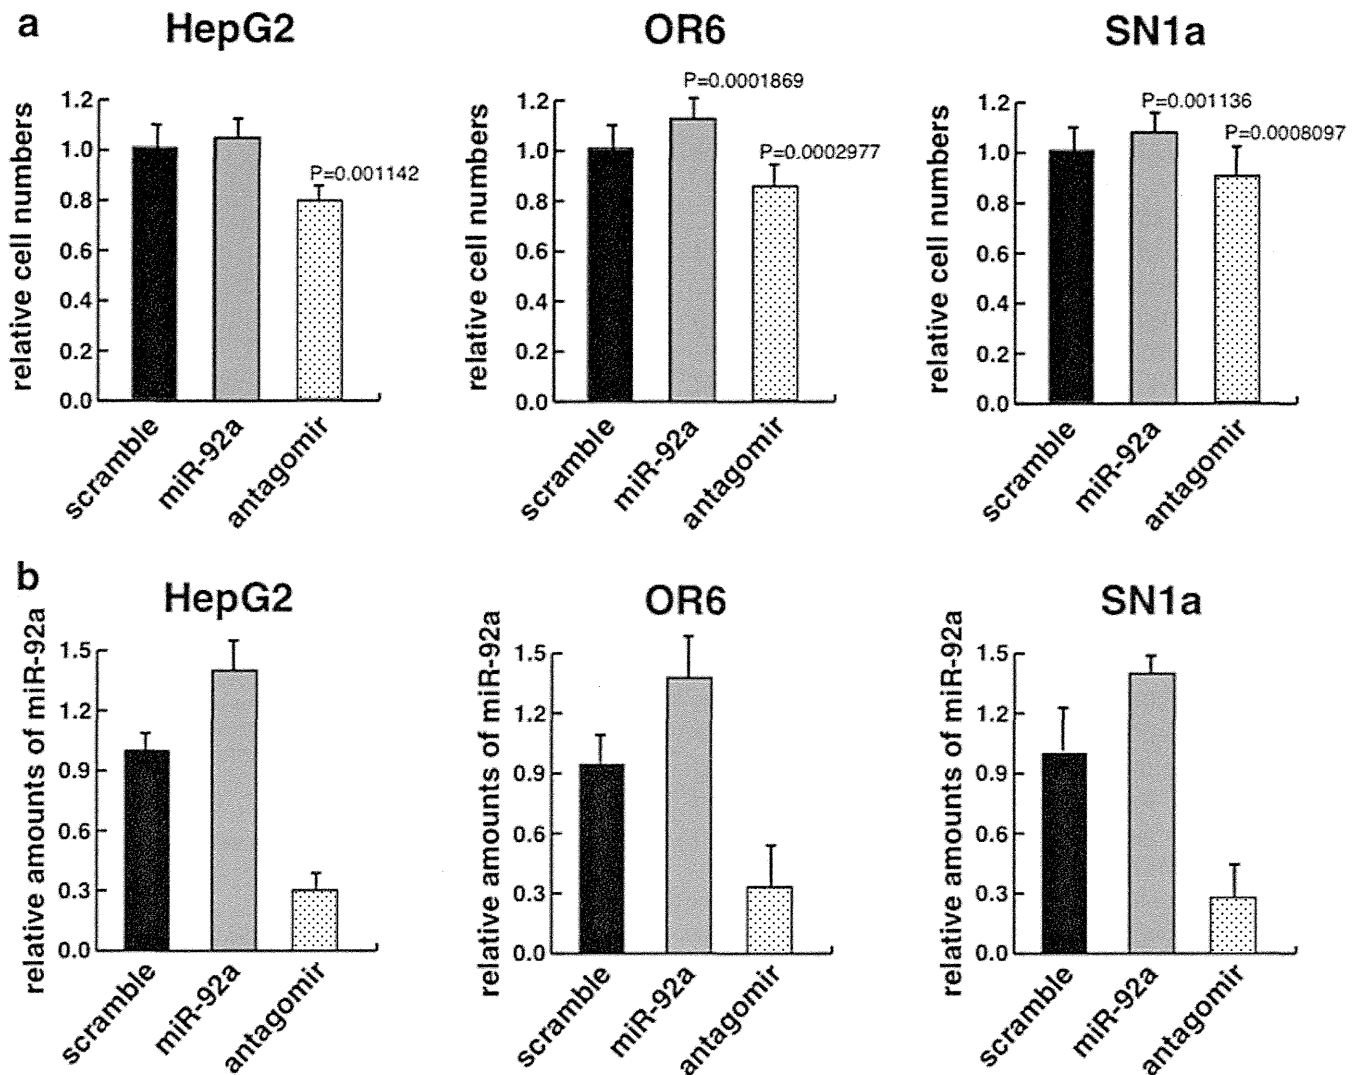 a
HepG2
OR6
SN1a
relative cell numbers
1.2
1.0
0.8
0.6
0.4
0.2
0.0
P=0.001142
scramble
miR-92a
antagomir
relative cell numbers
1.2
1.0
0.8
0.6
0.4
0.2
0.0
P=0.0001869
P=0.0002977
scramble
miR-92a
antagomir
relative cell numbers
1.2
1.0
0.8
0.6
0.4
0.2
0.0
P=0.001136
P=0.0008097
scramble
miR-92a
antagomir
b
HepG2
OR6
SN1a
relative amounts of miR-92a
1.5
1.2
0.9
0.6
0.3
0.0
scramble
miR-92a
antagomir
relative amounts of miR-92a
1.5
1.2
0.9
0.6
0.3
0.0
scramble
miR-92a
antagomir
relative amounts of miR-92a
1.5
1.2
0.9
0.6
0.3
0.0
scramble
miR-92a
antagomir